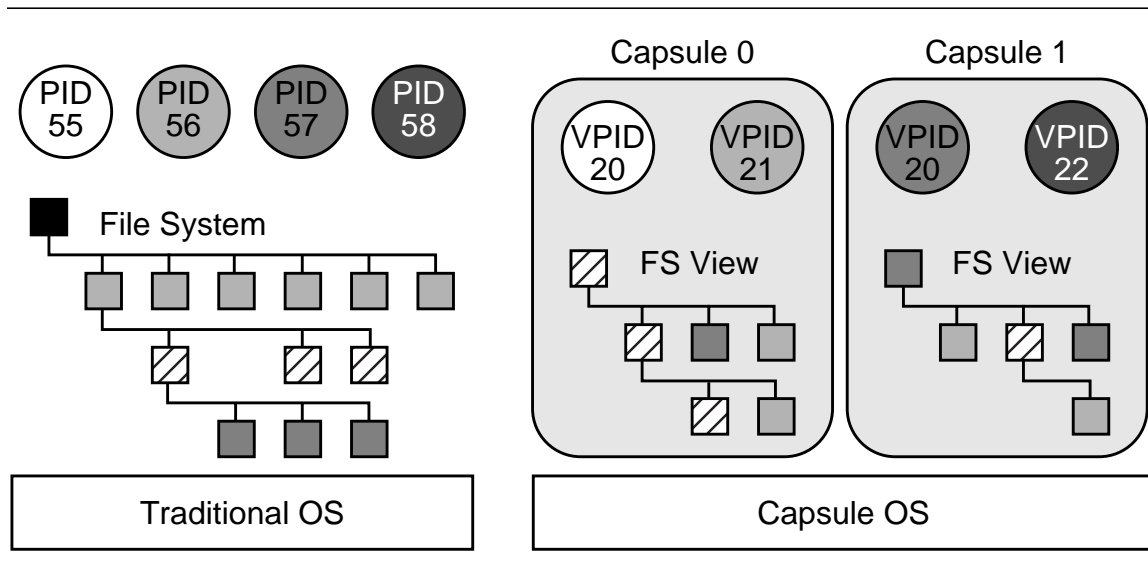 PID
55
PID
56
PID
57
PID
58
File System
Traditional OS
Capsule 0
VPID
20
VPID
21
FS View
Capsule 1
VPID
20
VPID
22
FS View
Capsule OS